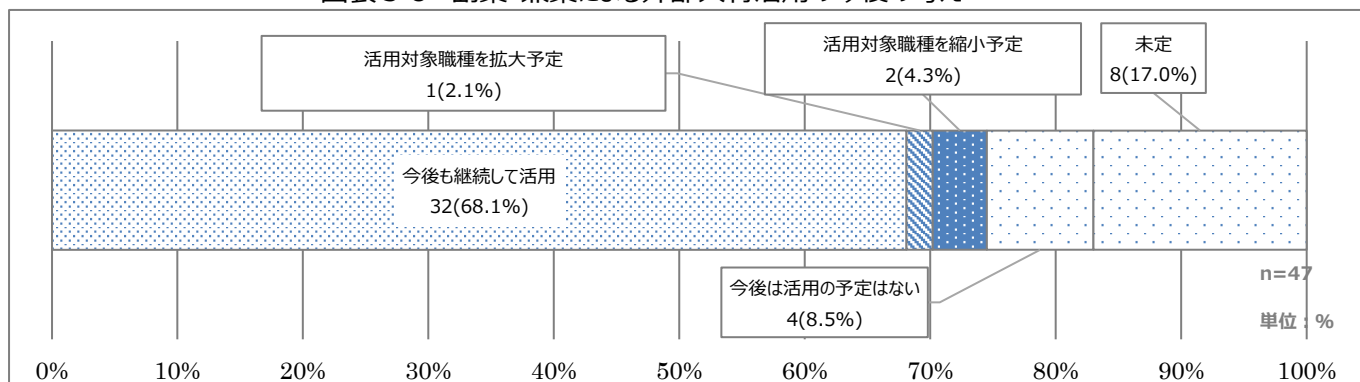 活用対象職種を拡大予定
1(2.1%)
活用対象職種を縮小予定
2(4.3%)
未定
8(17.0%)
今後も継続して活用
32(68.1%)
今後は活用の予定はない
4(8.5%)
n=47
単位：%
0% 10% 20% 30% 40% 50% 60% 70% 80% 90% 100%